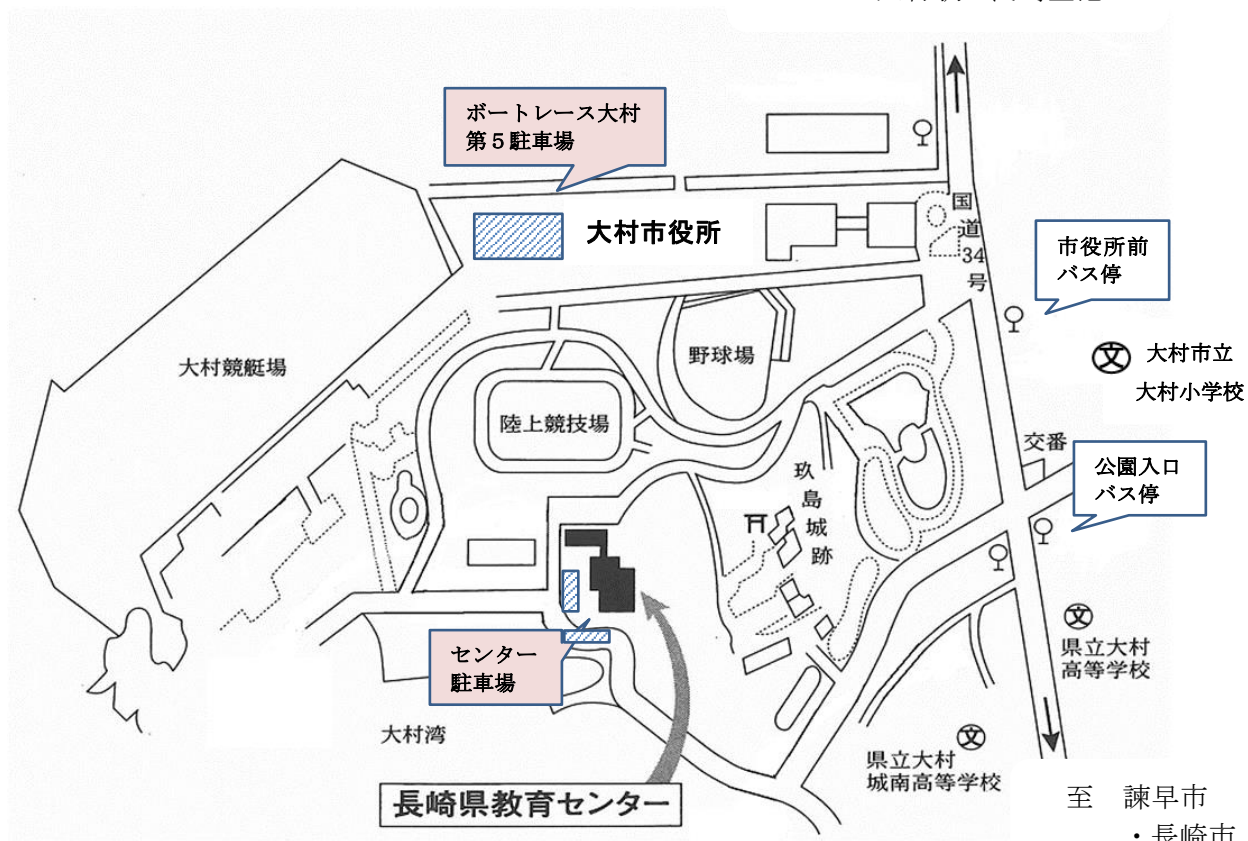 ボートレース大村
第5駐車場
大村市役所
国道34号
市役所前
バス停
大村市立
大村小学校
文
大村競艇場
野球場
陸上競技場
交番
公園入口
バス停
玖島城跡
センター
駐車場
文
県立大村
高等学校
大村湾
文
県立大村
城南高等学校
長崎県教育センター
至 諫早市
・長崎市